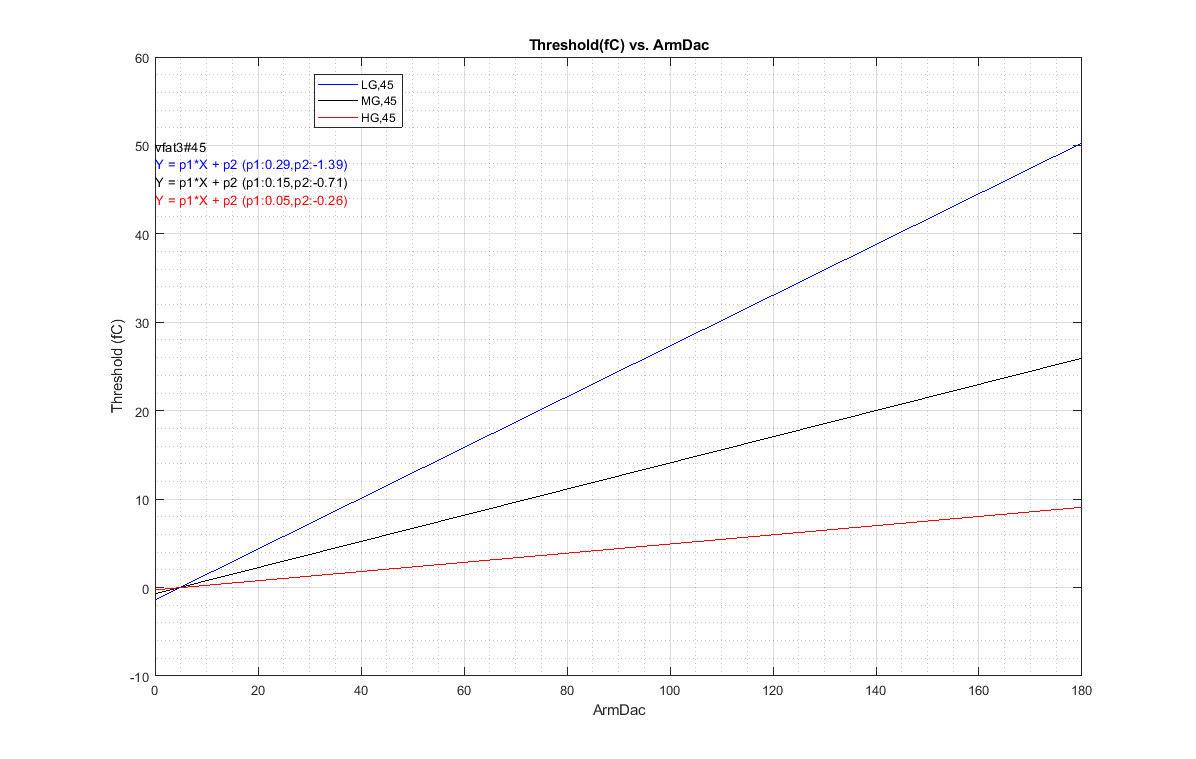 Threshold(fC) vs. ArmDac
LG,45
MG,45
HG,45
vfat3#45
Y = p1*X + p2 (p1:0.29,p2:-1.39)
Y = p1*X + p2 (p1:0.15,p2:-0.71)
Y = p1*X + p2 (p1:0.05,p2:-0.26)
60
50
40
30
20
10
0
-10
Threshold (fC)
0 20 40 60 80 100 120 140 160 180
ArmDac